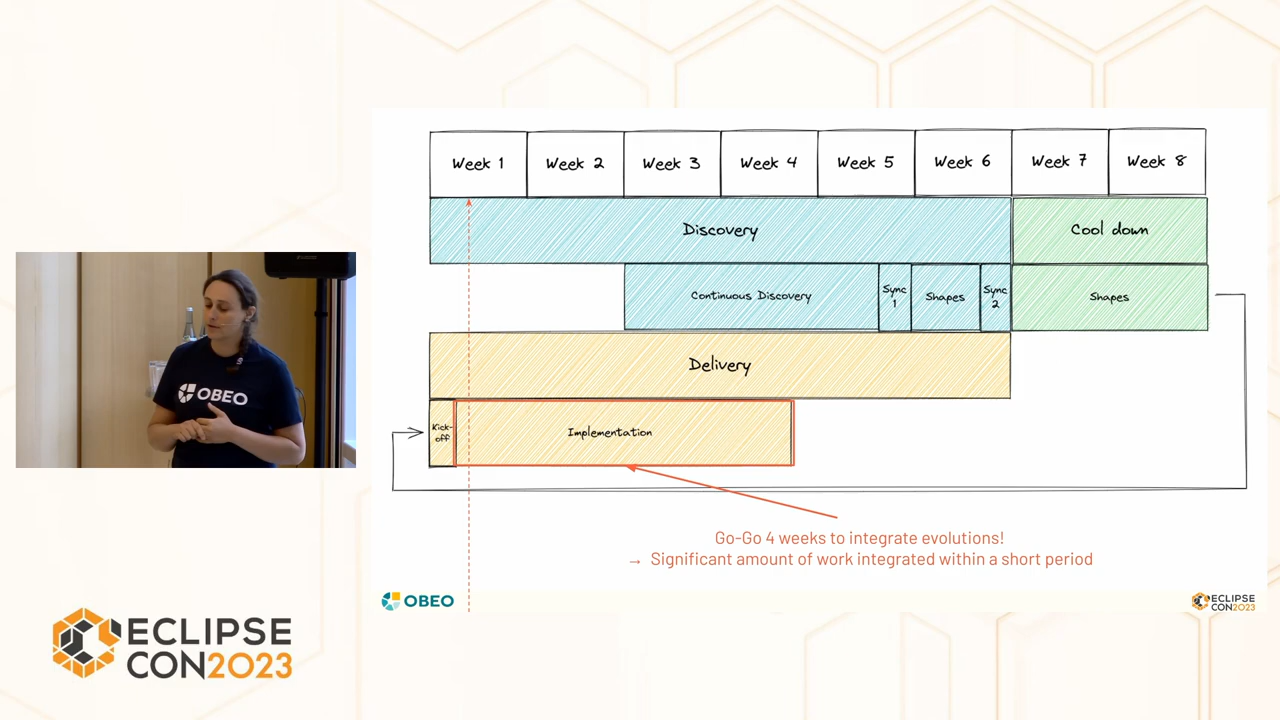 Week 1
Week 2
Week 3
Week 4
Week 5
Week 6
Week 7
Week 8
Discovery
Cool down
Continuous Discovery
Sync
1
Shapes
Sync
2
Shapes
Delivery
Kick-
off
Implementation
Go-Go 4 weeks to integrate evolutions!
→ Significant amount of work integrated within a short period
OBEO
OBEO
ECLIPSE
CON2023
ECLIPSE
CON2023